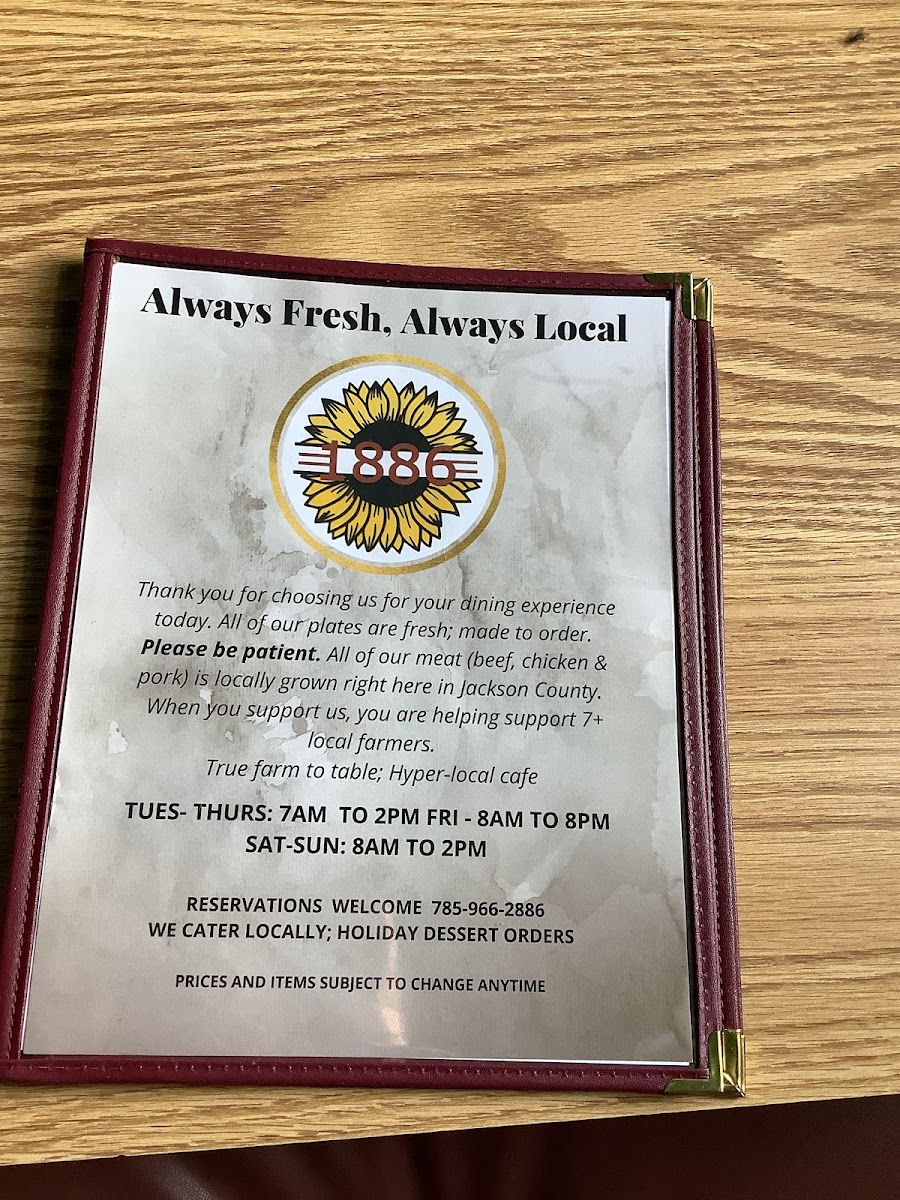 Always Fresh, Always Local
1886
Thank you for choosing us for your dining experience
today. All of our plates are fresh; made to order.
Please be patient. All of our meat (beef, chicken &
pork) is locally grown right here in Jackson County.
When you support us, you are helping support 7+
local farmers.
True farm to table; Hyper-local cafe
TUES- THURS: 7AM TO 2PM FRI - 8AM TO 8PM
SAT-SUN: 8AM TO 2PM
RESERVATIONS WELCOME 785-966-2886
WE CATER LOCALLY; HOLIDAY DESSERT ORDERS
PRICES AND ITEMS SUBJECT TO CHANGE ANYTIME